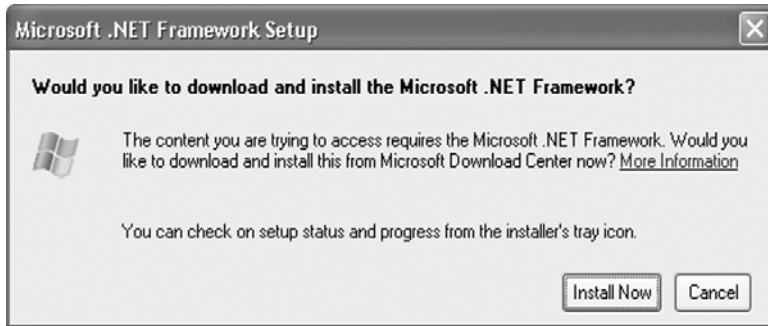 Microsoft .NET Framework Setup
Would you like to download and install the Microsoft .NET Framework?
The content you are trying to access requires the Microsoft .NET Framework. Would you
like to download and install this from Microsoft Download Center now? More Information
You can check on setup status and progress from the installer's tray icon.
Install Now Cancel